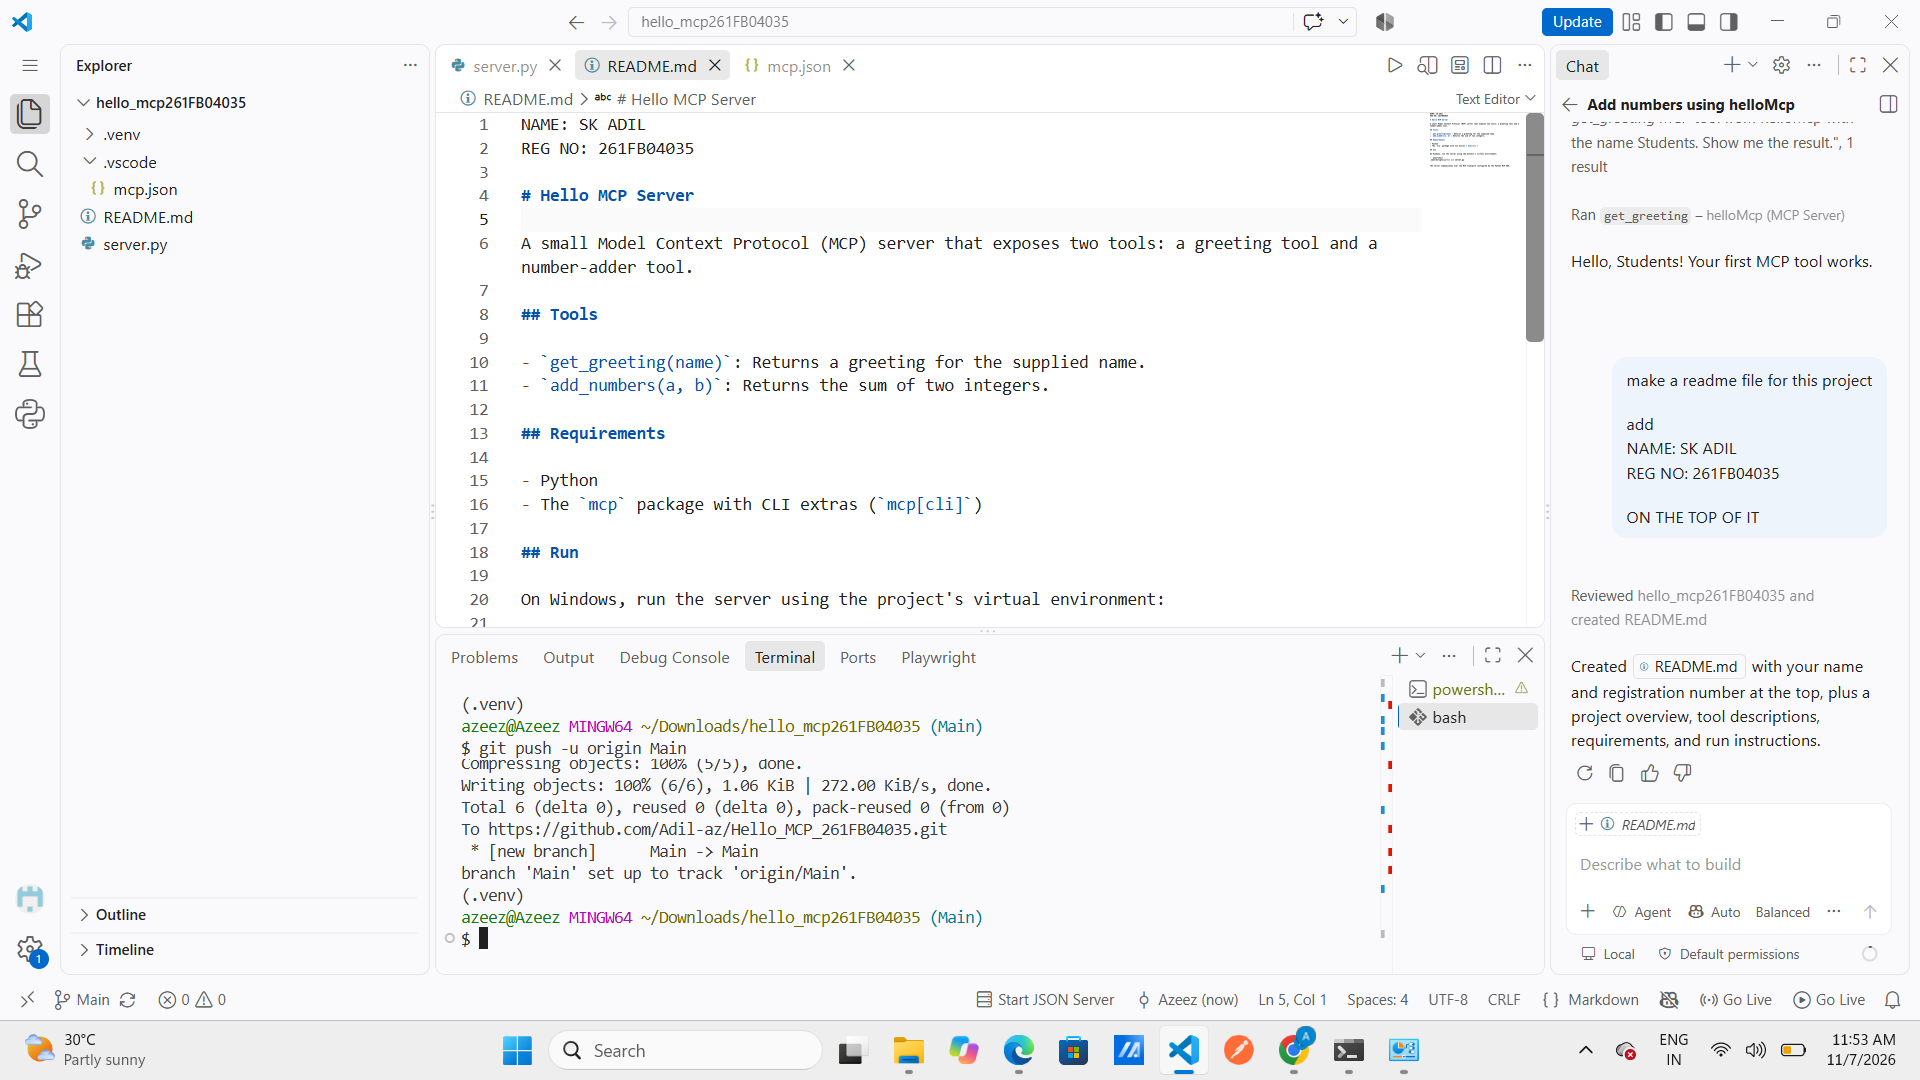 hello_mcp261FB04035
Update
Explorer
hello_mcp261FB04035
.venv
.vscode
{} mcp.json
README.md
server.py
Outline
Timeline
server.py
README.md
{} mcp.json
README.md > abc # Hello MCP Server
Text Editor
1 NAME: SK ADIL
2 REG NO: 261FB04035
3
4 # Hello MCP Server
5
6 A small Model Context Protocol (MCP) server that exposes two tools: a greeting tool and a
number-adder tool.
7
8 ## Tools
9
10 - `get_greeting(name)`: Returns a greeting for the supplied name.
11 - `add_numbers(a, b)`: Returns the sum of two integers.
12
13 ## Requirements
14
15 - Python
16 - The `mcp` package with CLI extras (`mcp[cli]`)
17
18 ## Run
19
20 On Windows, run the server using the project's virtual environment:
21
Problems Output Debug Console Terminal Ports Playwright
(.venv)
azeez@Azeez MINGW64 ~/Downloads/hello_mcp261FB04035 (Main)
$ git push -u origin Main
Compressing objects: 100% (5/5), done.
Writing objects: 100% (6/6), 1.06 KiB | 272.00 KiB/s, done.
Total 6 (delta 0), reused 0 (delta 0), pack-reused 0 (from 0)
To https://github.com/Adil-az/Hello_MCP_261FB04035.git
* [new branch] Main -> Main
branch 'Main' set up to track 'origin/Main'.
(.venv)
azeez@Azeez MINGW64 ~/Downloads/hello_mcp261FB04035 (Main)
$
powersh...
bash
Chat
Add numbers using helloMcp
the name Students. Show me the result.", 1
result
Ran get_greeting – helloMcp (MCP Server)
Hello, Students! Your first MCP tool works.
make a readme file for this project
add
NAME: SK ADIL
REG NO: 261FB04035
ON THE TOP OF IT
Reviewed hello_mcp261FB04035 and
created README.md
Created README.md with your name
and registration number at the top, plus a
project overview, tool descriptions,
requirements, and run instructions.
README.md
Describe what to build
Agent Auto Balanced
Local Default permissions
Main 0 0
Start JSON Server Azeez (now) Ln 5, Col 1 Spaces: 4 UTF-8 CRLF {} Markdown Go Live Go Live
1
30°C
Partly sunny
Search
A
ENG
IN
11:53 AM
11/7/2026